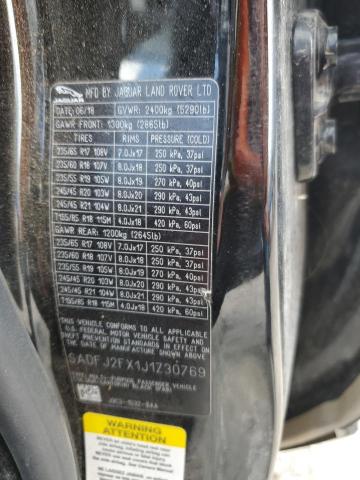 JAGUAR
MFD BY JAGUAR LAND ROVER LTD
DATE: 06/18 GVWR: 2400kg (5290lb)
GAWR FRONT: 1300kg (2865lb)
TIRES RIMS PRESSURE (COLD)
235/65 R17 108V 7.0Jx17 250 kPa, 37psi
235/60 R18 107V 8.0Jx18 250 kPa, 37psi
235/55 R19 105W 8.0Jx19 270 kPa, 40psi
245/45 R20 103W 8.0Jx20 290 kPa, 43psi
245/45 R21 104W 8.0Jx21 290 kPa, 43psi
T155/85 R18 115M 4.0Jx18 420 kPa, 60psi
GAWR REAR: 1200kg (2645lb)
235/65 R17 108V 7.0Jx17 250 kPa, 37psi
235/60 R18 107V 8.0Jx18 250 kPa, 37psi
235/55 R19 105W 8.0Jx19 270 kPa, 40psi
245/45 R20 103W 8.0Jx20 290 kPa, 43psi
245/45 R21 104W 8.0Jx21 290 kPa, 43psi
T155/85 R18 115M 4.0Jx18 420 kPa, 60psi
THIS VEHICLE CONFORMS TO ALL APPLICABLE FEDERAL
MOTOR VEHICLE SAFETY STANDARDS IN EFFECT ON THE
DATE OF MANUFACTURE SHOWN ABOVE
SADFJ2FX1J1Z30769
TYPE: MULTI-PURPOSE PASSENGER VEHICLE